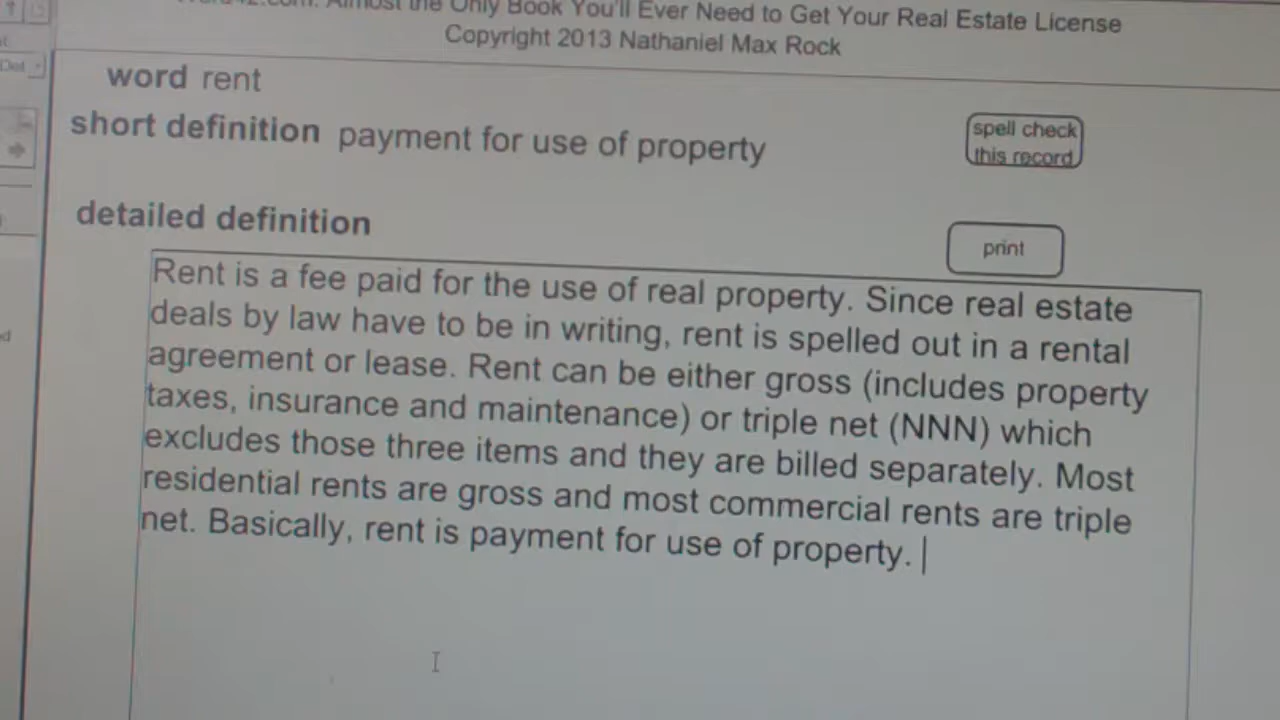 Almost the Only Book You'll Ever Need to Get Your Real Estate License
Copyright 2013 Nathaniel Max Rock
word rent
short definition payment for use of property
spell check
this record
detailed definition
print
Rent is a fee paid for the use of real property. Since real estate
deals by law have to be in writing, rent is spelled out in a rental
agreement or lease. Rent can be either gross (includes property
taxes, insurance and maintenance) or triple net (NNN) which
excludes those three items and they are billed separately. Most
residential rents are gross and most commercial rents are triple
net. Basically, rent is payment for use of property.